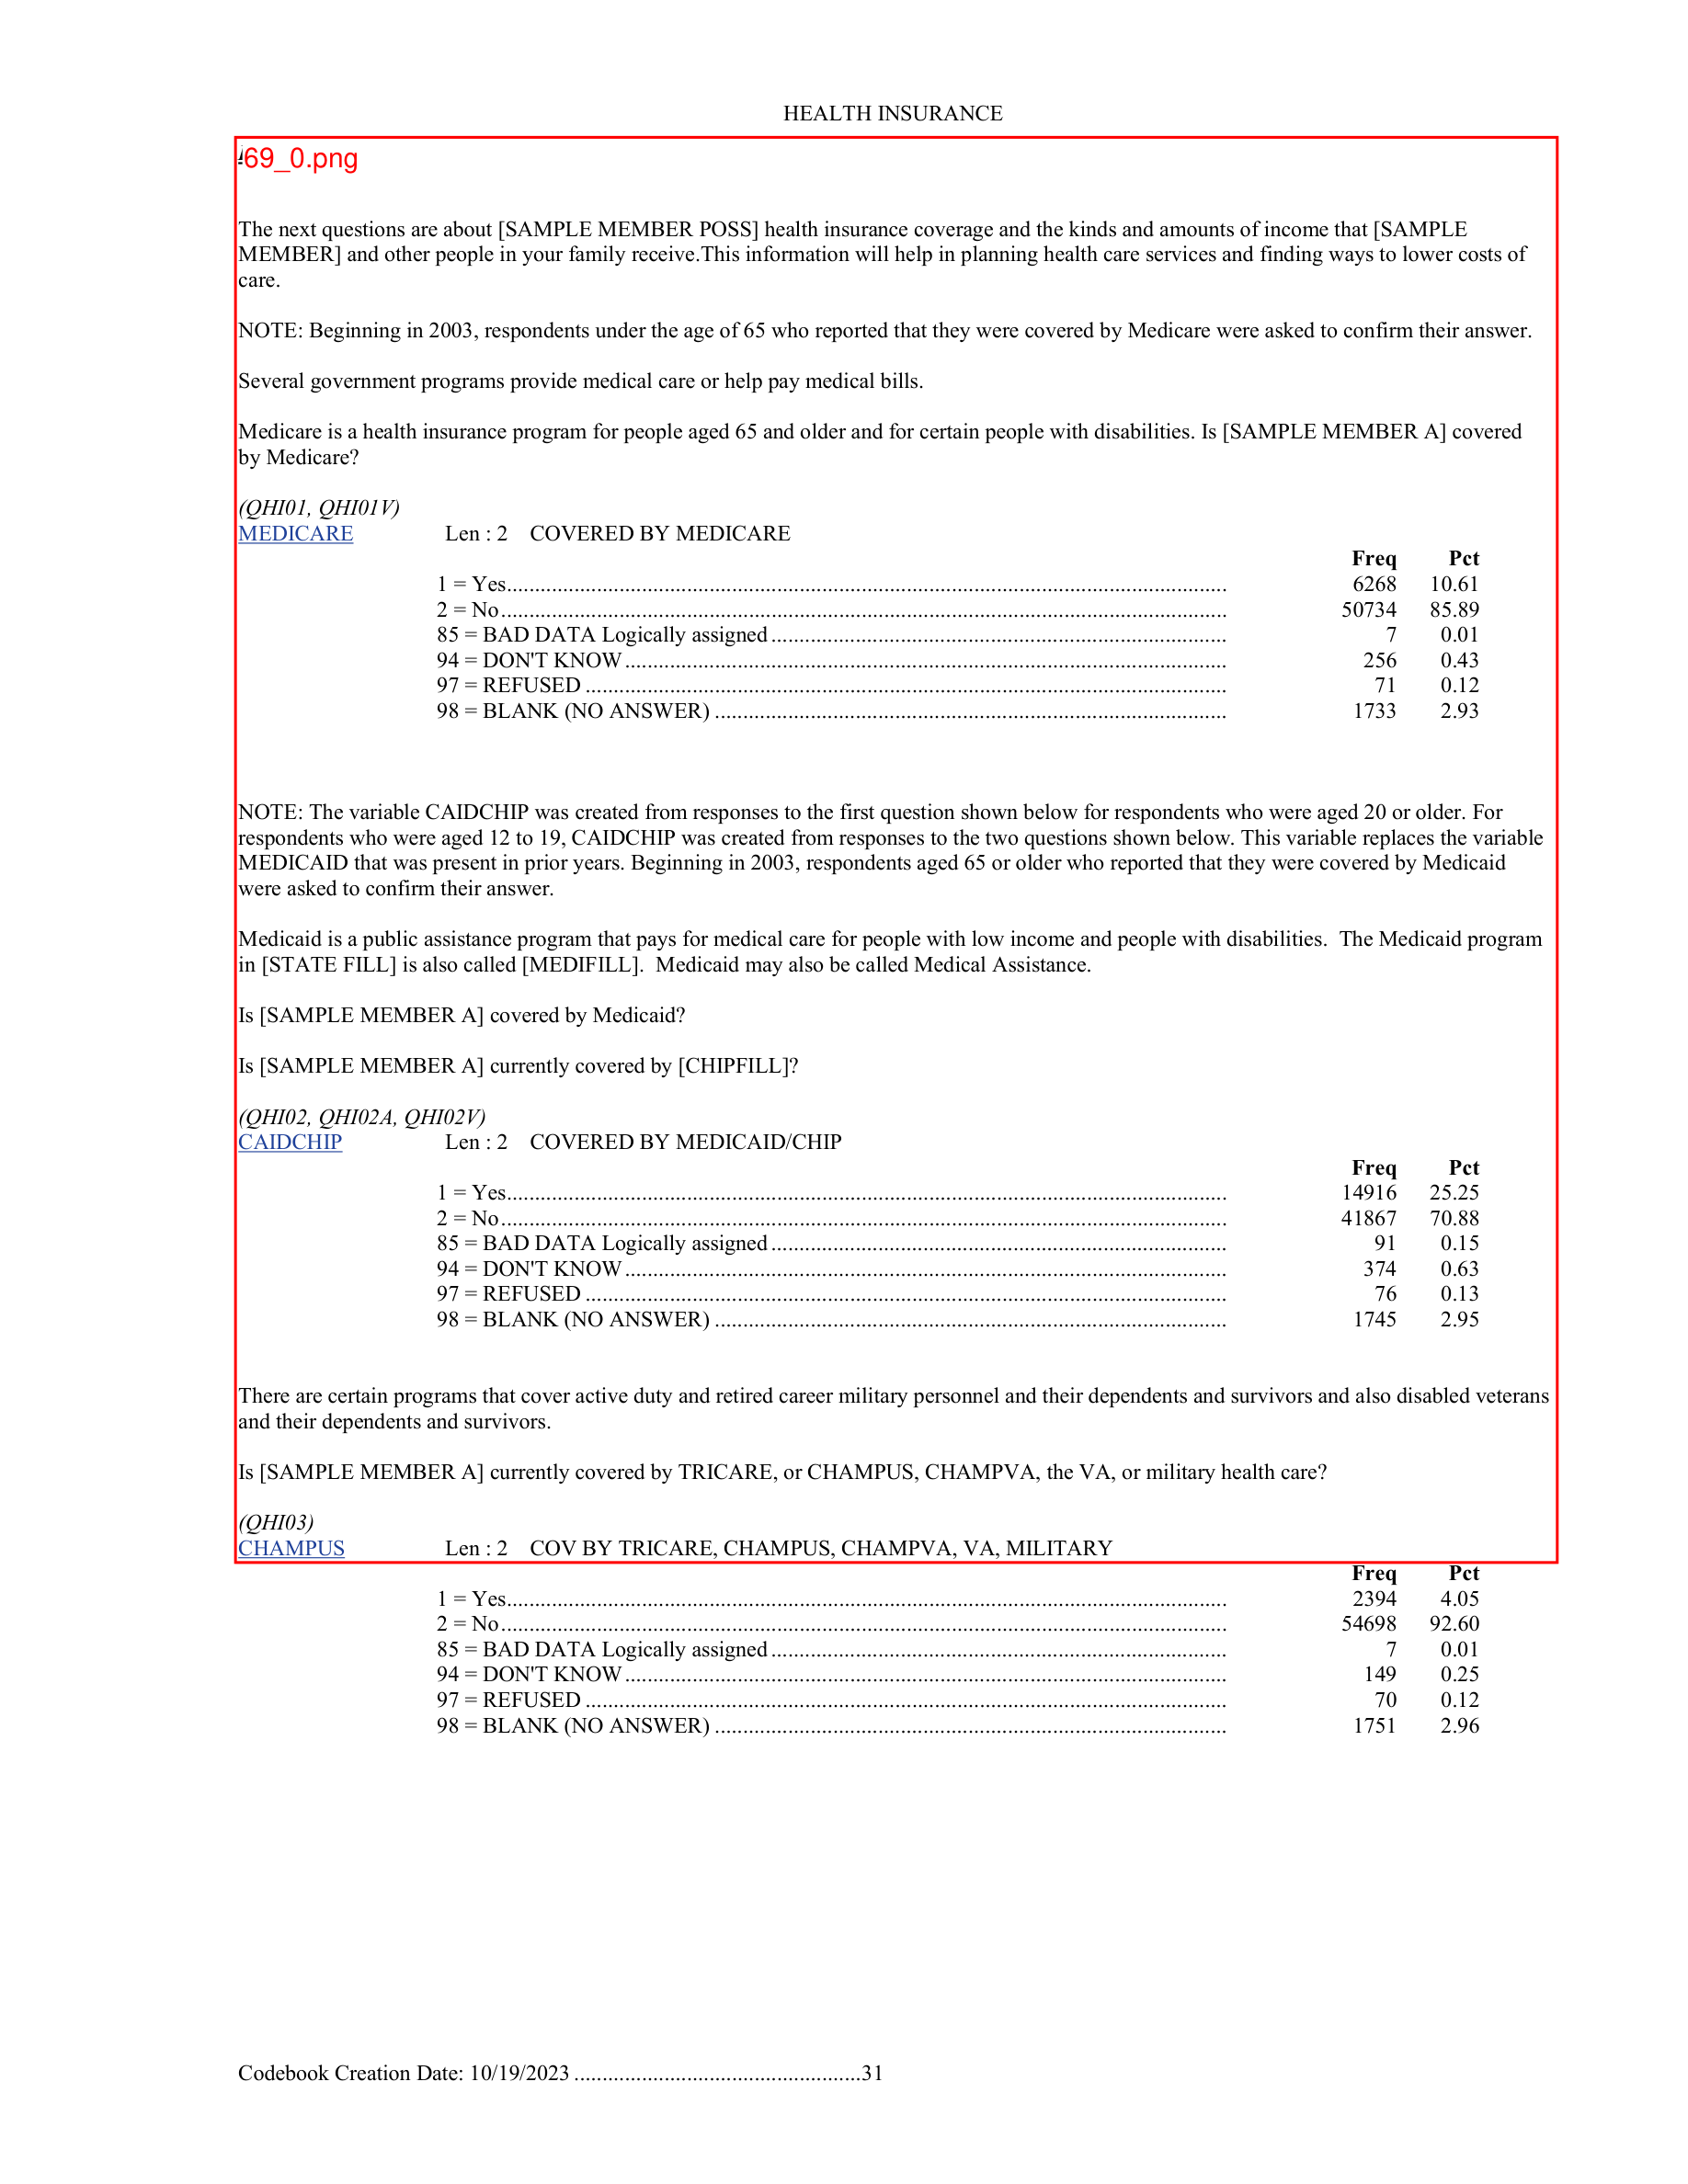 HEALTH INSURANCE
69_0.png
The next questions are about [SAMPLE MEMBER POSS] health insurance coverage and the kinds and amounts of income that [SAMPLE
MEMBER] and other people in your family receive.This information will help in planning health care services and finding ways to lower costs of
care.
NOTE: Beginning in 2003, respondents under the age of 65 who reported that they were covered by Medicare were asked to confirm their answer.
Several government programs provide medical care or help pay medical bills.
Medicare is a health insurance program for people aged 65 and older and for certain people with disabilities. Is [SAMPLE MEMBER A] covered
by Medicare?
(QHI01, QHI01V)
MEDICARE Len : 2 COVERED BY MEDICARE
Freq Pct
1 = Yes................................................................ 6268 10.61
2 = No................................................................ 50734 85.89
85 = BAD DATA Logically assigned................................................................ 7 0.01
94 = DON'T KNOW................................................................ 256 0.43
97 = REFUSED ................................................................ 71 0.12
98 = BLANK (NO ANSWER) ................................................................ 1733 2.93
NOTE: The variable CAIDCHIP was created from responses to the first question shown below for respondents who were aged 20 or older. For
respondents who were aged 12 to 19, CAIDCHIP was created from responses to the two questions shown below. This variable replaces the variable
MEDICAID that was present in prior years. Beginning in 2003, respondents aged 65 or older who reported that they were covered by Medicaid
were asked to confirm their answer.
Medicaid is a public assistance program that pays for medical care for people with low income and people with disabilities. The Medicaid program
in [STATE FILL] is also called [MEDIFILL]. Medicaid may also be called Medical Assistance.
Is [SAMPLE MEMBER A] covered by Medicaid?
Is [SAMPLE MEMBER A] currently covered by [CHIPFILL]?
(QHI02, QHI02A, QHI02V)
CAIDCHIP Len : 2 COVERED BY MEDICAID/CHIP
Freq Pct
1 = Yes................................................................ 14916 25.25
2 = No................................................................ 41867 70.88
85 = BAD DATA Logically assigned................................................................ 91 0.15
94 = DON'T KNOW................................................................ 374 0.63
97 = REFUSED ................................................................ 76 0.13
98 = BLANK (NO ANSWER) ................................................................ 1745 2.95
There are certain programs that cover active duty and retired career military personnel and their dependents and survivors and also disabled veterans
and their dependents and survivors.
Is [SAMPLE MEMBER A] currently covered by TRICARE, or CHAMPUS, CHAMPVA, the VA, or military health care?
(QHI03)
CHAMPUS Len : 2 COV BY TRICARE, CHAMPUS, CHAMPVA, VA, MILITARY
Freq Pct
1 = Yes................................................................ 2394 4.05
2 = No................................................................ 54698 92.60
85 = BAD DATA Logically assigned................................................................ 7 0.01
94 = DON'T KNOW................................................................ 149 0.25
97 = REFUSED ................................................................ 70 0.12
98 = BLANK (NO ANSWER) ................................................................ 1751 2.96
Codebook Creation Date: 10/19/2023 ...................................................31